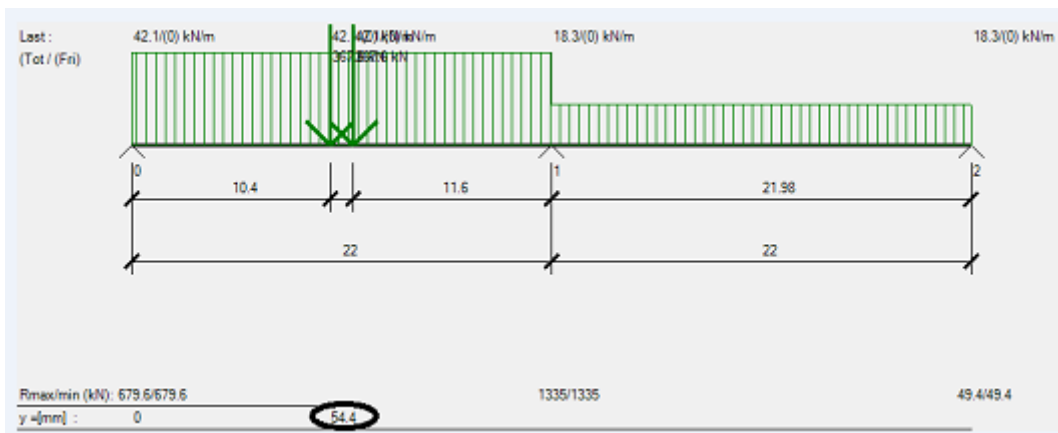 Last : 42.1/(0) kN/m 18.3/(0) kN/m 18.3/(0) kN/m
(Tot / (Fri)
0 1 2
10.4 11.6 21.98
22 22
Rmax/min (kN): 679.6/679.6 1335/1335 49.4/49.4
y =[mm] : 0 54.4